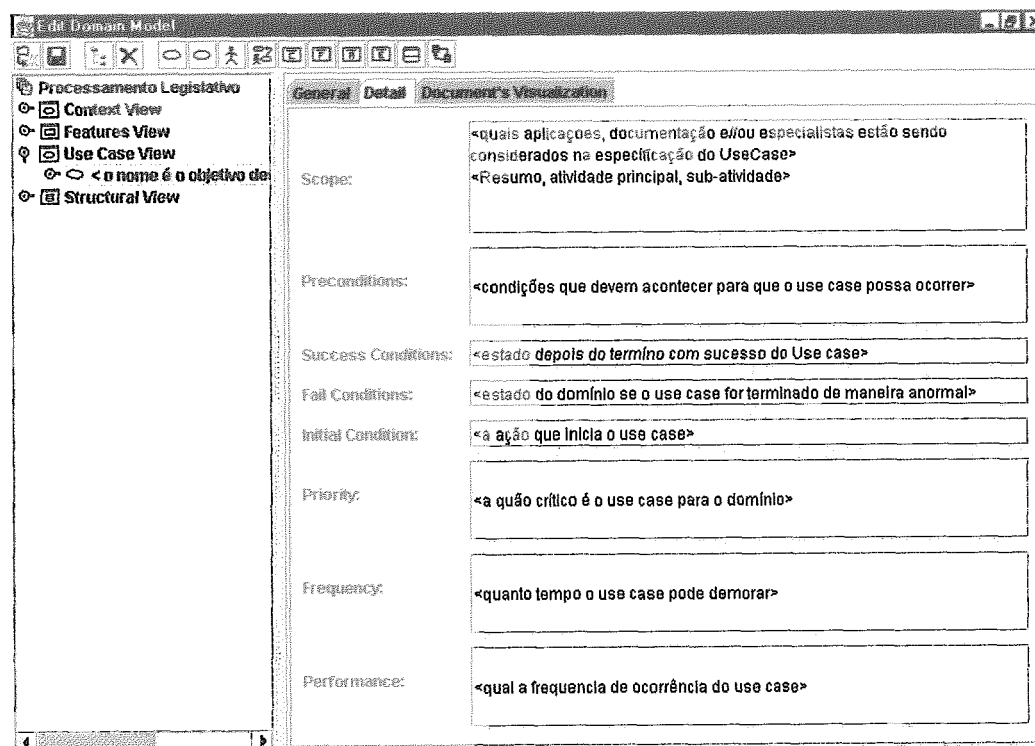 Edit Domain Model
Processamento Legislativo
Context View
Features View
Use Case View
< o nome é o objetivo de
Structural View
General Detail Document's Visualization
Scope:
<quais aplicaçoes, documentação e//ou especialistas estão sendo
considerados na especificação do UseCase>
<Resumo, atividade principal, sub-atividade>
Preconditions:
<condições que devem acontecer para que o use case possa ocorrer>
Success Conditions:
<estado depois do termíno com sucesso do Use case>
Fail Conditions:
<estado do domínio se o use case for terminado de maneira anormal>
Initial Condition:
<a ação que inicia o use case>
Priority:
<a quão crítico é o use case para o domínio>
Frequency:
<quanto tempo o use case pode demorar>
Performance:
<qual a frequencia de ocorrência do use case>